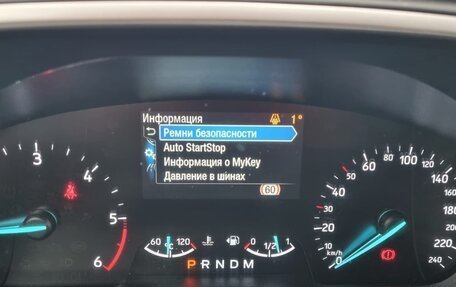 Информация 1°
Ремни безопасности
Auto StartStop
Информация о MyKey
Давление в шинах
(60)
3 4 5 6
60 °C 120
0 1/2 1
P R N D M
0 10 20 30 40 50 60 80 100 120 140 160 180 200 220 240
km/h